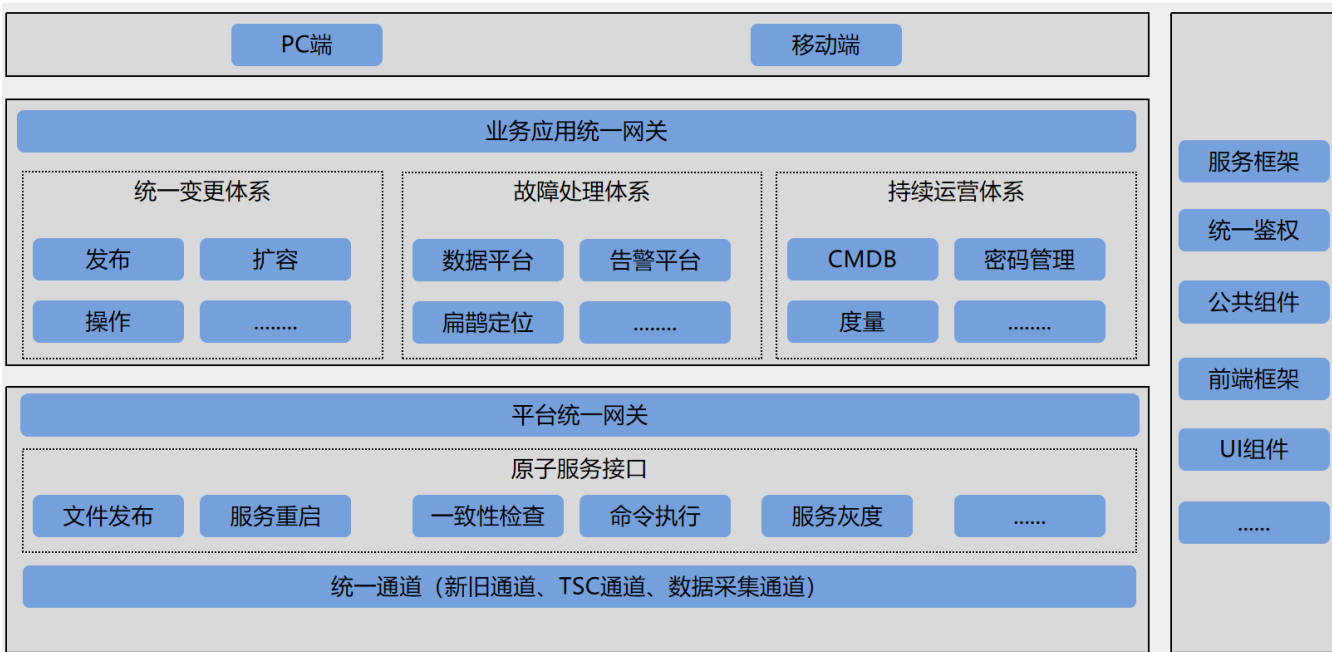 PC端 移动端
业务应用统一网关
统一变更体系
发布 扩容
操作 ........
故障处理体系
数据平台 告警平台
扁鹊定位 ........
持续运营体系
CMDB 密码管理
度量 ........
平台统一网关
原子服务接口
文件发布 服务重启 一致性检查 命令执行 服务灰度 ......
统一通道（新旧通道、TSC通道、数据采集通道）
服务框架
统一鉴权
公共组件
前端框架
UI组件
......